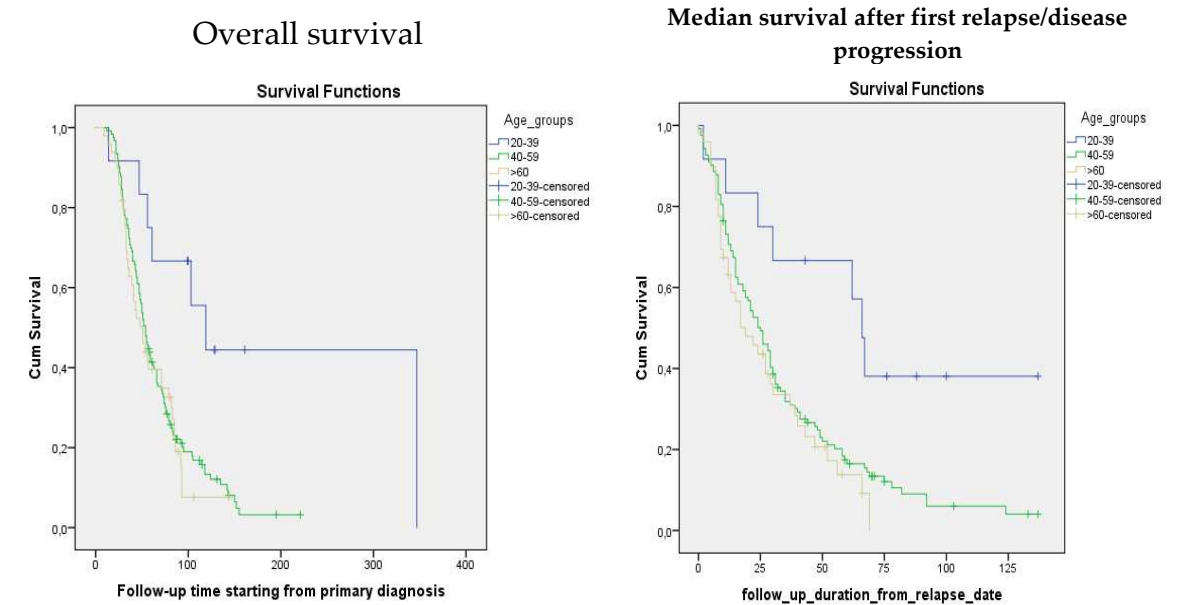 Overall survival
Survival Functions
Cum Survival
1,0
0,8
0,6
0,4
0,2
0,0
0
100
200
300
400
Follow-up time starting from primary diagnosis
Age_groups
20-39
40-59
>60
20-39-censored
40-59-censored
>60-censored
Median survival after first relapse/disease
progression
Survival Functions
Cum Survival
1,0
0,8
0,6
0,4
0,2
0,0
0
25
50
75
100
125
follow_up_duration_from_relapse_date
Age_groups
20-39
40-59
>60
20-39-censored
40-59-censored
>60-censored